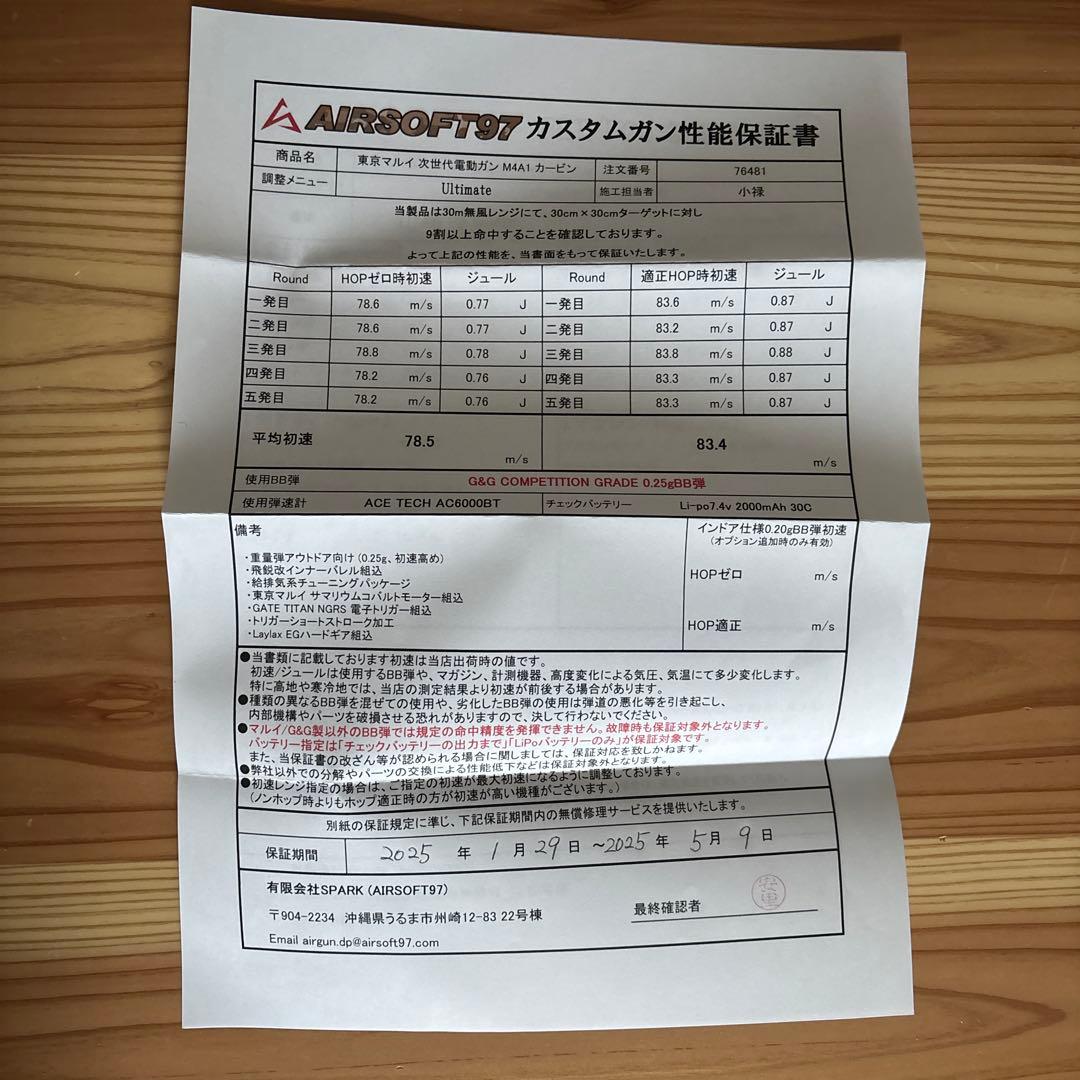 AIRSOFT97 カスタムガン性能保証書
商品名 東京マルイ 次世代電動ガン M4A1 カービン 注文番号 76481
調整メニュー Ultimate 施工担当者 小禄
当製品は30m無風レンジにて、30cm×30cmターゲットに対し
9割以上命中することを確認しております。
よって上記の性能を、当書面をもって保証いたします。
Round HOPゼロ時初速 ジュール Round 適正HOP時初速 ジュール
一発目 78.6 m/s 0.77 J 一発目 83.6 m/s 0.87 J
二発目 78.6 m/s 0.77 J 二発目 83.2 m/s 0.87 J
三発目 78.8 m/s 0.78 J 三発目 83.8 m/s 0.88 J
四発目 78.2 m/s 0.76 J 四発目 83.3 m/s 0.87 J
五発目 78.2 m/s 0.76 J 五発目 83.3 m/s 0.87 J
平均初速 78.5 m/s 83.4 m/s
使用BB弾 G&G COMPETITION GRADE 0.25gBB弾
使用弾速計 ACE TECH AC6000BT チェックバッテリー Li-po7.4v 2000mAh 30C
備考
・重量弾アウトドア向け (0.25g、初速高め)
・飛鋭改インナーバレル組込
・給排気系チューニングパッケージ
・東京マルイ サマリウムコバルトモーター組込
・GATE TITAN NGRS 電子トリガー組込
・トリガーショートストローク加工
・Laylax EGハードギア組込
インドア仕様0.20gBB弾初速
(オプション追加時のみ有効)
HOPゼロ m/s
HOP適正 m/s
●当書類に記載しております初速は当店出荷時の値です。
初速/ジュールは使用するBB弾や、マガジン、計測機器、高度変化による気圧、気温にて多少変化します。
特に高地や寒冷地では、当店の測定結果より初速が前後する場合があります。
●種類の異なるBB弾を混ぜての使用や、劣化したBB弾の使用は弾道の悪化等を引き起こし、
内部機構やパーツを破損させる恐れがありますので、決して行わないでください。
●マルイ/G&G製以外のBB弾では規定の命中精度を発揮できません。故障時も保証対象外となります。
バッテリー指定は「チェックバッテリーの出力まで」「LiPoバッテリーのみ」が保証対象です。
また、当保証書の改ざん等が認められる場合に関しましては、保証対応を致しかねます。
●弊社以外での分解やパーツの交換による性能低下などは保証対象外となります。
●初速レンジ指定の場合は、ご指定の初速が最大初速になるように調整しております。
(ノンホップ時よりもホップ適正時の方が初速が高い機種がございます。)
別紙の保証規定に準じ、下記保証期間内の無償修理サービスを提供いたします。
保証期間 2025 年 1 月 29 日 ～2025 年 5 月 9 日
有限会社SPARK (AIRSOFT97)
〒904-2234 沖縄県うるま市州崎12-83 22号棟
Email airgun.dp@airsoft97.com
最終確認者 安里